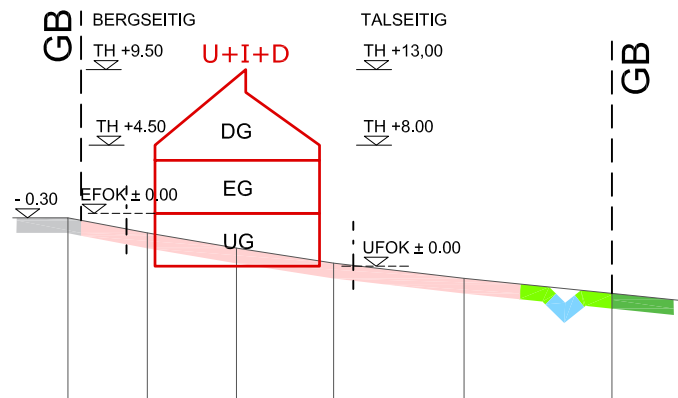 GB
BERGSEITIG
TALSEITIG
TH +9.50
U+I+D
TH +13,00
GB
TH +4.50
DG
TH +8.00
- 0.30
EFOK ± 0.00
EG
UG
UFOK ± 0.00